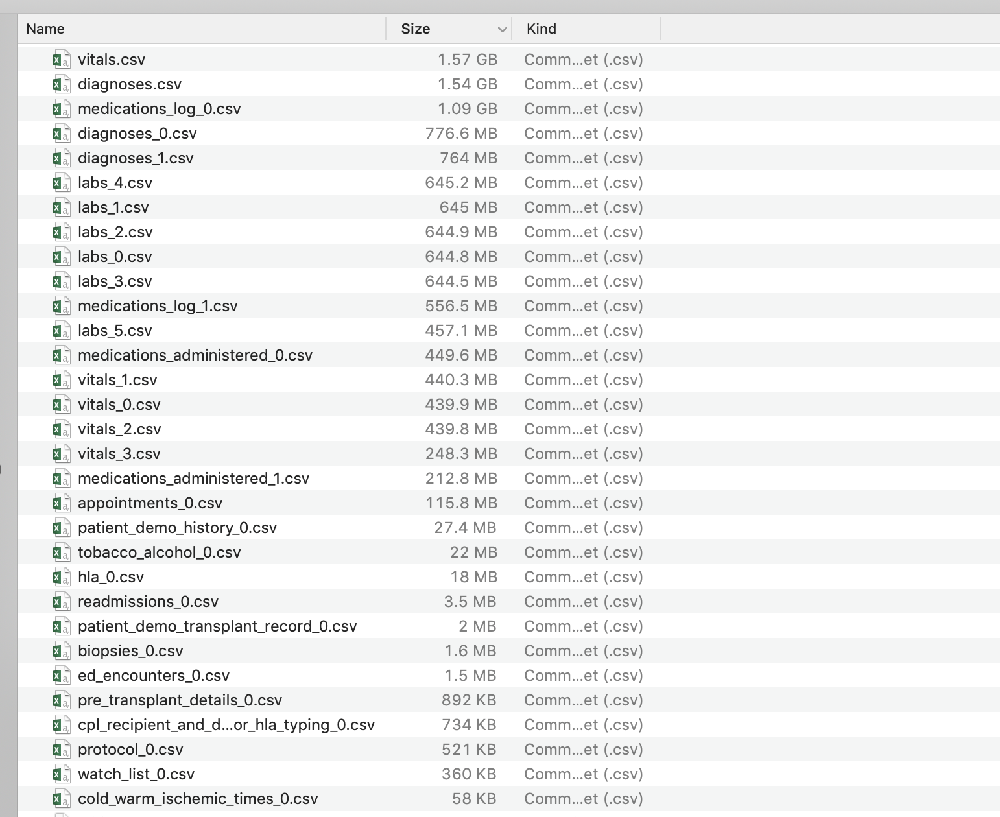 Name Size Kind
vitals.csv 1.57 GB Comm...et (.csv)
diagnoses.csv 1.54 GB Comm...et (.csv)
medications_log_0.csv 1.09 GB Comm...et (.csv)
diagnoses_0.csv 776.6 MB Comm...et (.csv)
diagnoses_1.csv 764 MB Comm...et (.csv)
labs_4.csv 645.2 MB Comm...et (.csv)
labs_1.csv 645 MB Comm...et (.csv)
labs_2.csv 644.9 MB Comm...et (.csv)
labs_0.csv 644.8 MB Comm...et (.csv)
labs_3.csv 644.5 MB Comm...et (.csv)
medications_log_1.csv 556.5 MB Comm...et (.csv)
labs_5.csv 457.1 MB Comm...et (.csv)
medications_administered_0.csv 449.6 MB Comm...et (.csv)
vitals_1.csv 440.3 MB Comm...et (.csv)
vitals_0.csv 439.9 MB Comm...et (.csv)
vitals_2.csv 439.8 MB Comm...et (.csv)
vitals_3.csv 248.3 MB Comm...et (.csv)
medications_administered_1.csv 212.8 MB Comm...et (.csv)
appointments_0.csv 115.8 MB Comm...et (.csv)
patient_demo_history_0.csv 27.4 MB Comm...et (.csv)
tobacco_alcohol_0.csv 22 MB Comm...et (.csv)
hla_0.csv 18 MB Comm...et (.csv)
readmissions_0.csv 3.5 MB Comm...et (.csv)
patient_demo_transplant_record_0.csv 2 MB Comm...et (.csv)
biopsies_0.csv 1.6 MB Comm...et (.csv)
ed_encounters_0.csv 1.5 MB Comm...et (.csv)
pre_transplant_details_0.csv 892 KB Comm...et (.csv)
cpl_recipient_and_d...or_hla_typing_0.csv 734 KB Comm...et (.csv)
protocol_0.csv 521 KB Comm...et (.csv)
watch_list_0.csv 360 KB Comm...et (.csv)
cold_warm_ischemic_times_0.csv 58 KB Comm...et (.csv)